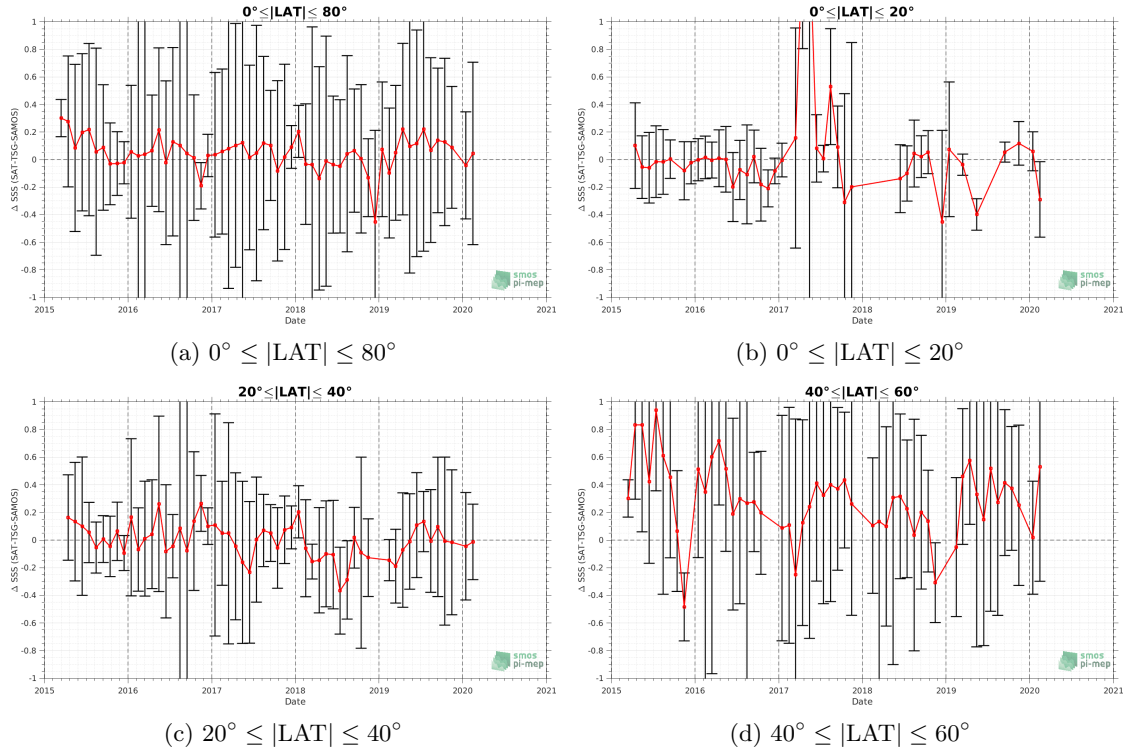 0°≤|LAT|≤ 80°
Δ SSS (SAT-TSG-SAMOS)
1
0.8
0.6
0.4
0.2
0
-0.2
-0.4
-0.6
-0.8
-1
2015 2016 2017 2018 2019 2020 2021
Date
smos
pi-mep
(a) 0° ≤ |LAT| ≤ 80°
0°≤|LAT|≤ 20°
Δ SSS (SAT-TSG-SAMOS)
1
0.8
0.6
0.4
0.2
0
-0.2
-0.4
-0.6
-0.8
-1
2015 2016 2017 2018 2019 2020 2021
Date
smos
pi-mep
(b) 0° ≤ |LAT| ≤ 20°
20°≤|LAT|≤ 40°
Δ SSS (SAT-TSG-SAMOS)
1
0.8
0.6
0.4
0.2
0
-0.2
-0.4
-0.6
-0.8
-1
2015 2016 2017 2018 2019 2020 2021
Date
smos
pi-mep
(c) 20° ≤ |LAT| ≤ 40°
40°≤|LAT|≤ 60°
Δ SSS (SAT-TSG-SAMOS)
1
0.8
0.6
0.4
0.2
0
-0.2
-0.4
-0.6
-0.8
-1
2015 2016 2017 2018 2019 2020 2021
Date
smos
pi-mep
(d) 40° ≤ |LAT| ≤ 60°